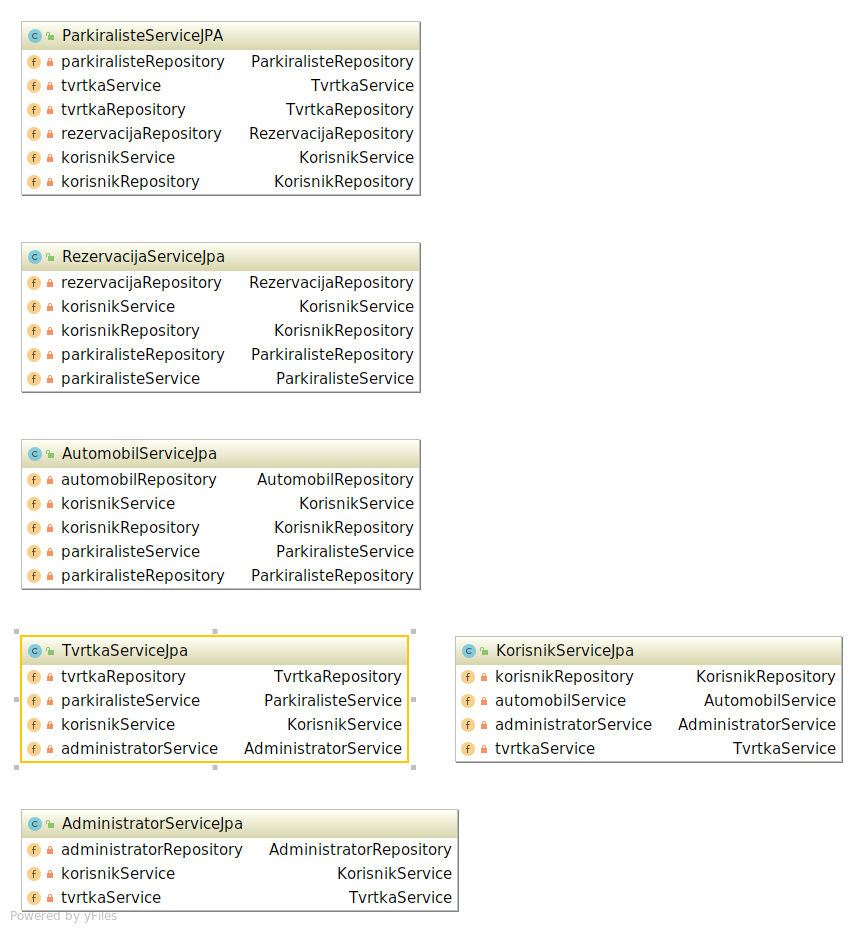 ParkiralisteServiceJPA
parkiralisteRepository ParkiralisteRepository
tvrtkaService TvrtkaService
tvrtkaRepository TvrtkaRepository
rezervacijaRepository RezervacijaRepository
korisnikService KorisnikService
korisnikRepository KorisnikRepository
RezervacijaServiceJpa
rezervacijaRepository RezervacijaRepository
korisnikService KorisnikService
korisnikRepository KorisnikRepository
parkiralisteRepository ParkiralisteRepository
parkiralisteService ParkiralisteService
AutomobilServiceJpa
automobilRepository AutomobilRepository
korisnikService KorisnikService
korisnikRepository KorisnikRepository
parkiralisteService ParkiralisteService
parkiralisteRepository ParkiralisteRepository
TvrtkaServiceJpa
tvrtkaRepository TvrtkaRepository
parkiralisteService ParkiralisteService
korisnikService KorisnikService
administratorService AdministratorService
KorisnikServiceJpa
korisnikRepository KorisnikRepository
automobilService AutomobilService
administratorService AdministratorService
tvrtkaService TvrtkaService
AdministratorServiceJpa
administratorRepository AdministratorRepository
korisnikService KorisnikService
tvrtkaService TvrtkaService
Powered by yFiles